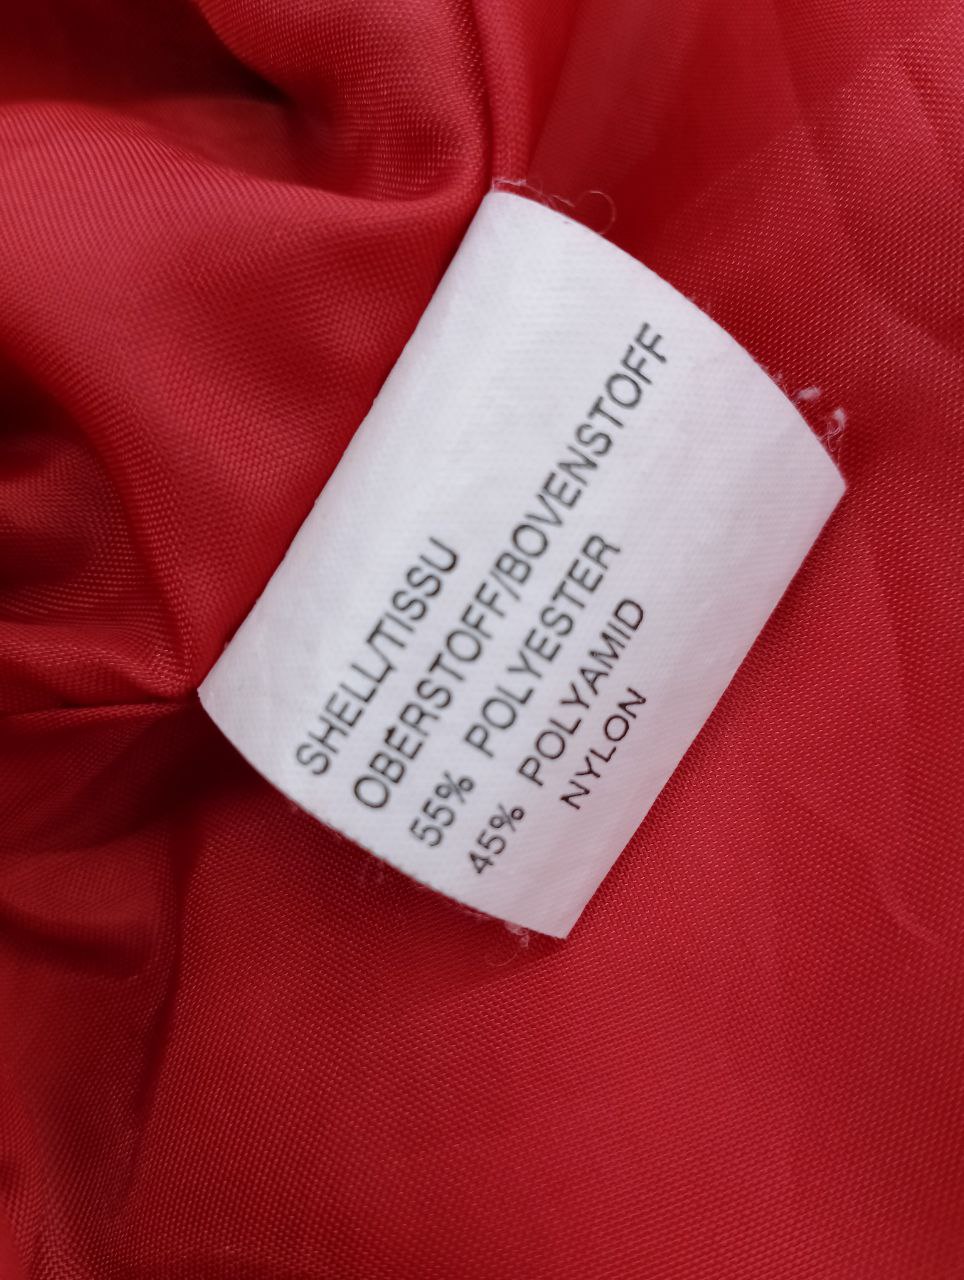 SHELL/TISSU
OBERSTOFF/BOVENSTOFF
55% POLYESTER
45% POLYAMID
NYLON